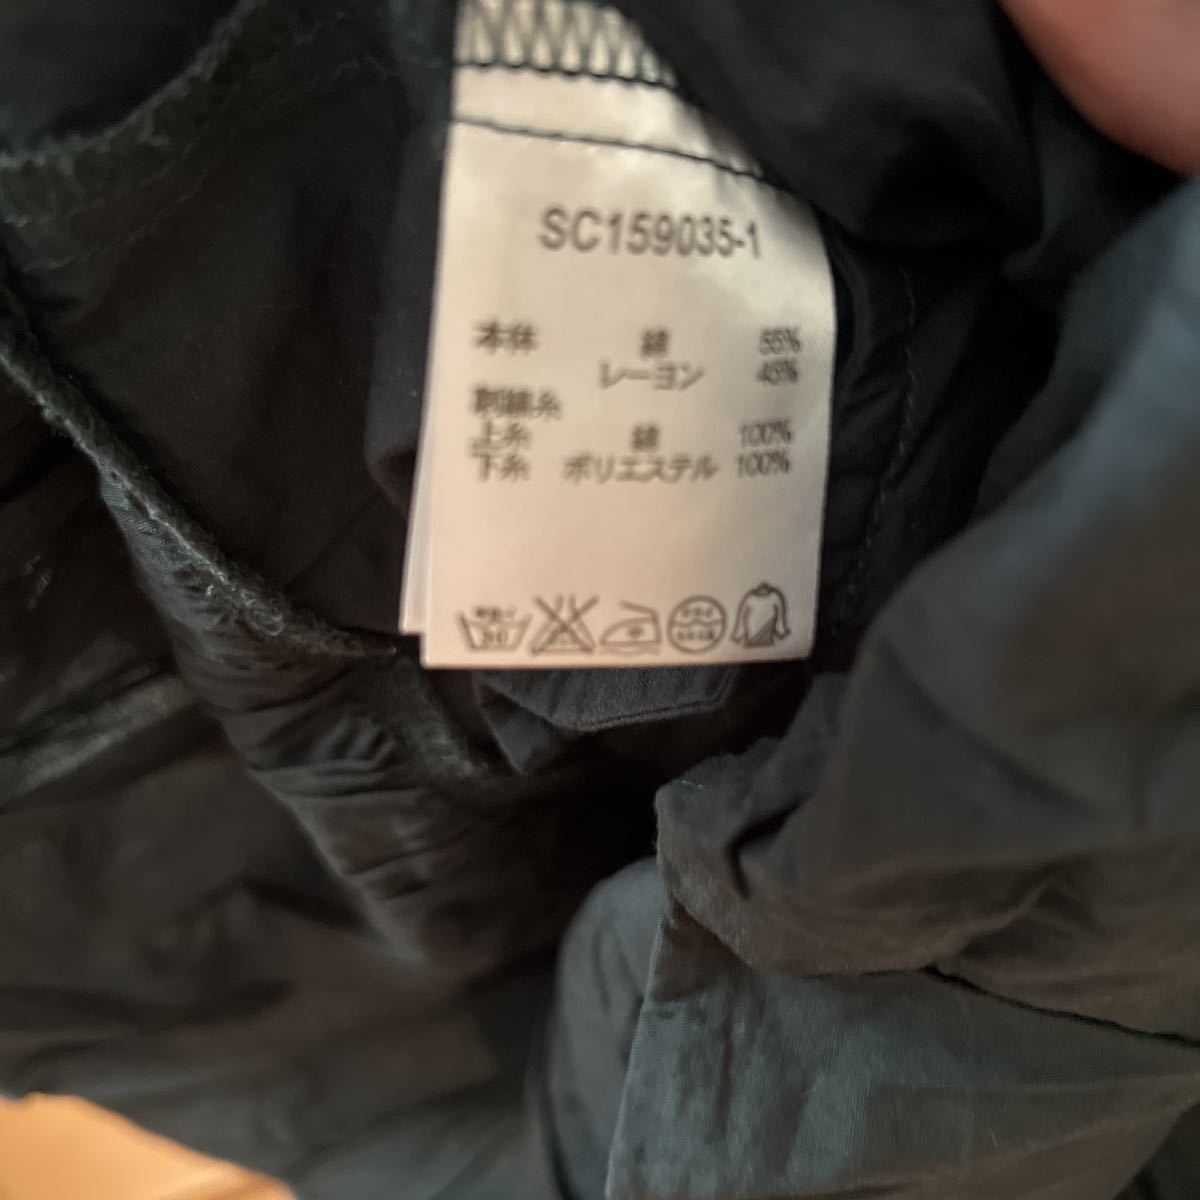 SC159035-1
本体 綿 55%
レーヨン 45%
刺繍糸
上糸 綿 100%
下糸 ポリエステル 100%